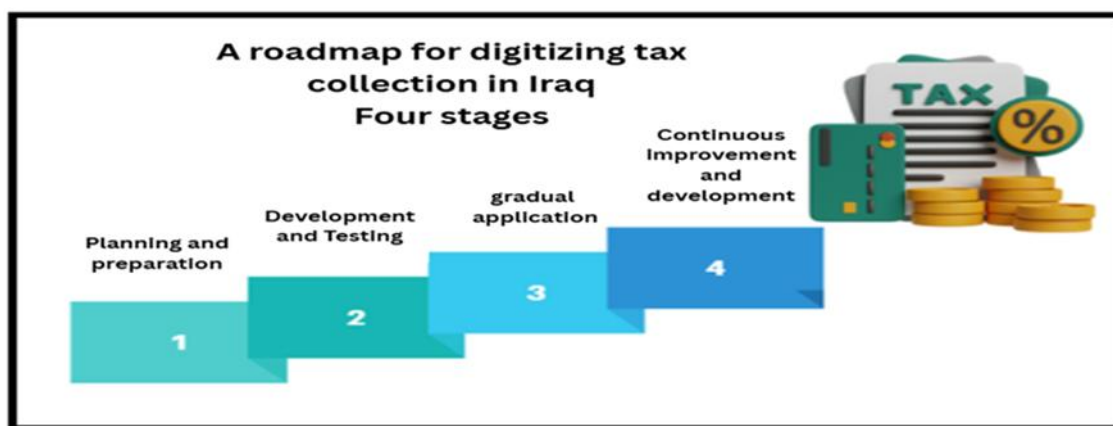 A roadmap for digitizing tax
collection in Iraq
Four stages
TAX
%
Continuous
improvement
and
development
gradual
application
Development
and Testing
Planning and
preparation
1
2
3
4